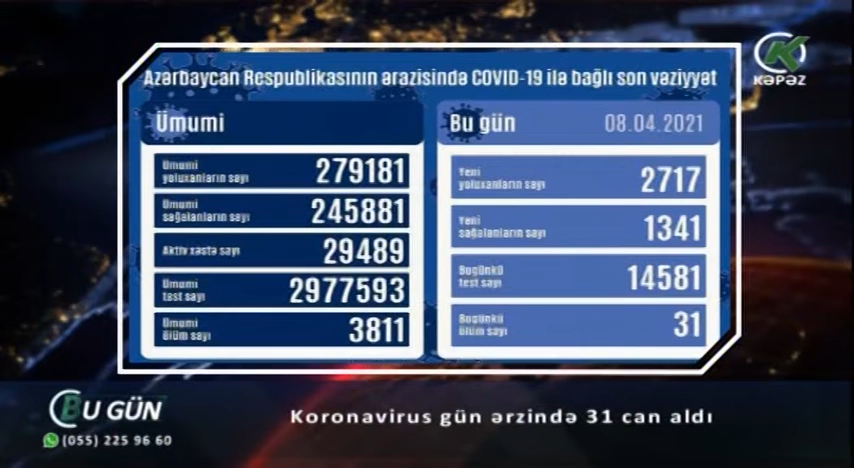 Azərbaycan Respublikasının ərazisində COVID-19 ilə bağlı son vəziyyət
KƏPƏZ
Ümumi
Ümumi
yoluxanların sayı
279181
Ümumi
sağalanların sayı
245881
Aktiv xəstə sayı
29489
Ümumi
test sayı
2977593
Ümumi
ölüm sayı
3811
Bu gün
08.04.2021
Yeni
yoluxanların sayı
2717
Yeni
sağalanların sayı
1341
Bugünkü
test sayı
14581
Bugünkü
ölüm sayı
31
BU GÜN
(055) 225 96 60
Koronavirus gün ərzində 31 can aldı